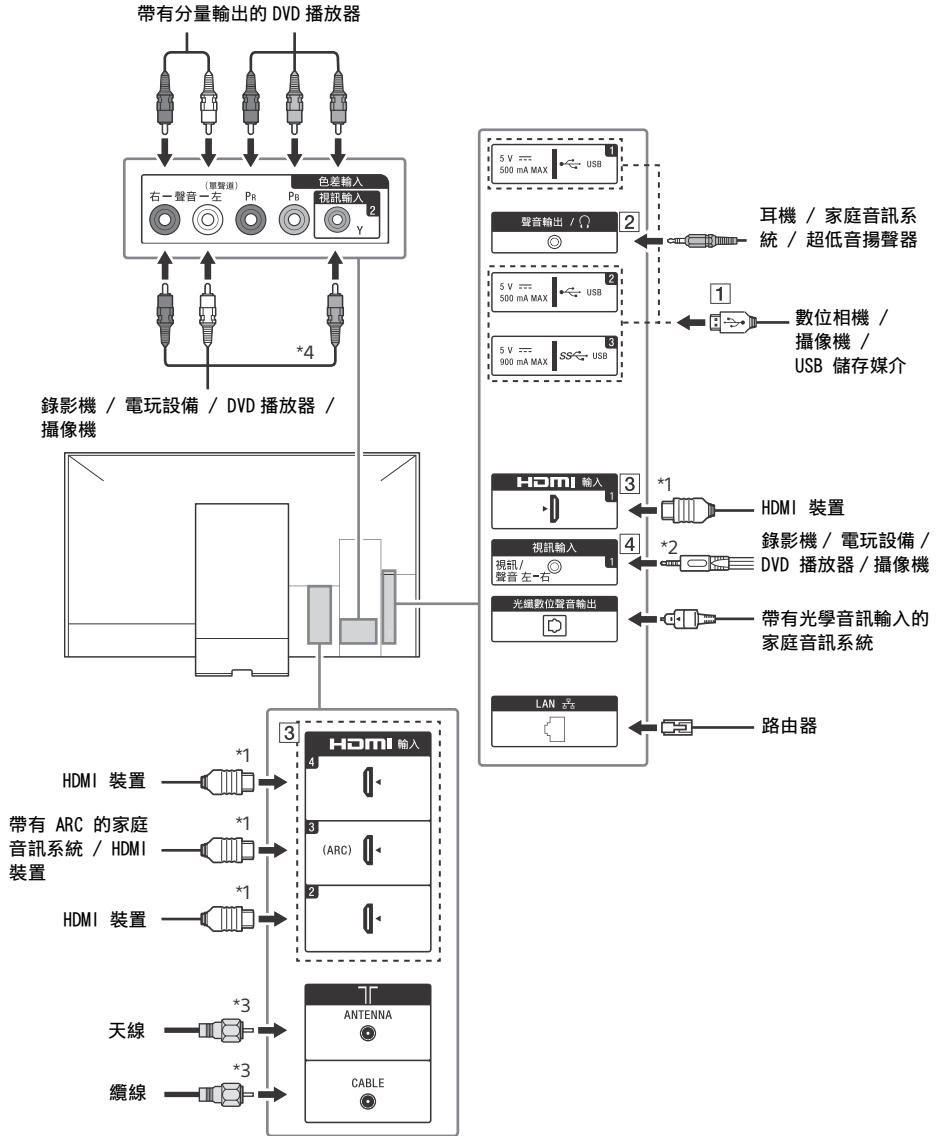 帶有分量輸出的 DVD 播放器
色差輸入
(單聲道)
右－聲音－左
PR
PB
視訊輸入
2
Y
*4
錄影機 / 電玩設備 / DVD 播放器 /
攝像機
5 V
500 mA MAX
USB
1
聲音輸出 /
2
耳機 / 家庭音訊系
統 / 超低音揚聲器
5 V
500 mA MAX
USB
2
1
數位相機 /
攝像機 /
USB 儲存媒介
5 V
900 mA MAX
SS
USB
3
HDMI 輸入
1
3
*1
HDMI 裝置
視訊輸入
1
視訊/
聲音 左-右
4
*2
錄影機 / 電玩設備 /
DVD 播放器 / 攝像機
光纖數位聲音輸出
帶有光學音訊輸入的
家庭音訊系統
LAN
路由器
3
HDMI 輸入
4
*1
HDMI 裝置
3
(ARC)
*1
帶有 ARC 的家庭
音訊系統 / HDMI
裝置
2
*1
HDMI 裝置
ANTENNA
*3
天線
CABLE
*3
纜線